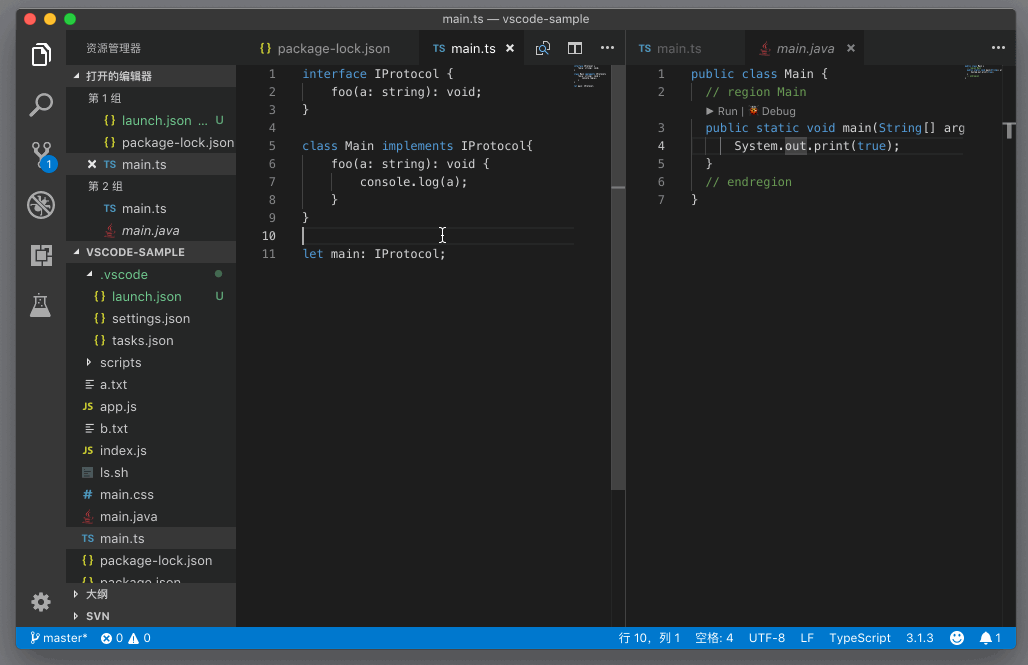 main.ts — vscode-sample
资源管理器
打开的编辑器
第 1 组
{} launch.json ... U
{} package-lock.json
× TS main.ts
第 2 组
TS main.ts
main.java
VSCODE-SAMPLE
.vscode
{} launch.json U
{} settings.json
{} tasks.json
scripts
a.txt
JS app.js
b.txt
JS index.js
ls.sh
# main.css
main.java
TS main.ts
{} package-lock.json
{} package.json
大纲
SVN
1
{} package-lock.json
TS main.ts ×
...
1 interface IProtocol {
2 foo(a: string): void;
3 }
4
5 class Main implements IProtocol{
6 foo(a: string): void {
7 console.log(a);
8 }
9 }
10
11 let main: IProtocol;
TS main.ts
main.java ×
...
1 public class Main {
2 // region Main
Run | Debug
3 public static void main(String[] arg
4 System.out.print(true);
5 }
6 // endregion
7 }
T
master* 0 0
行 10，列 1 空格: 4 UTF-8 LF TypeScript 3.1.3 1